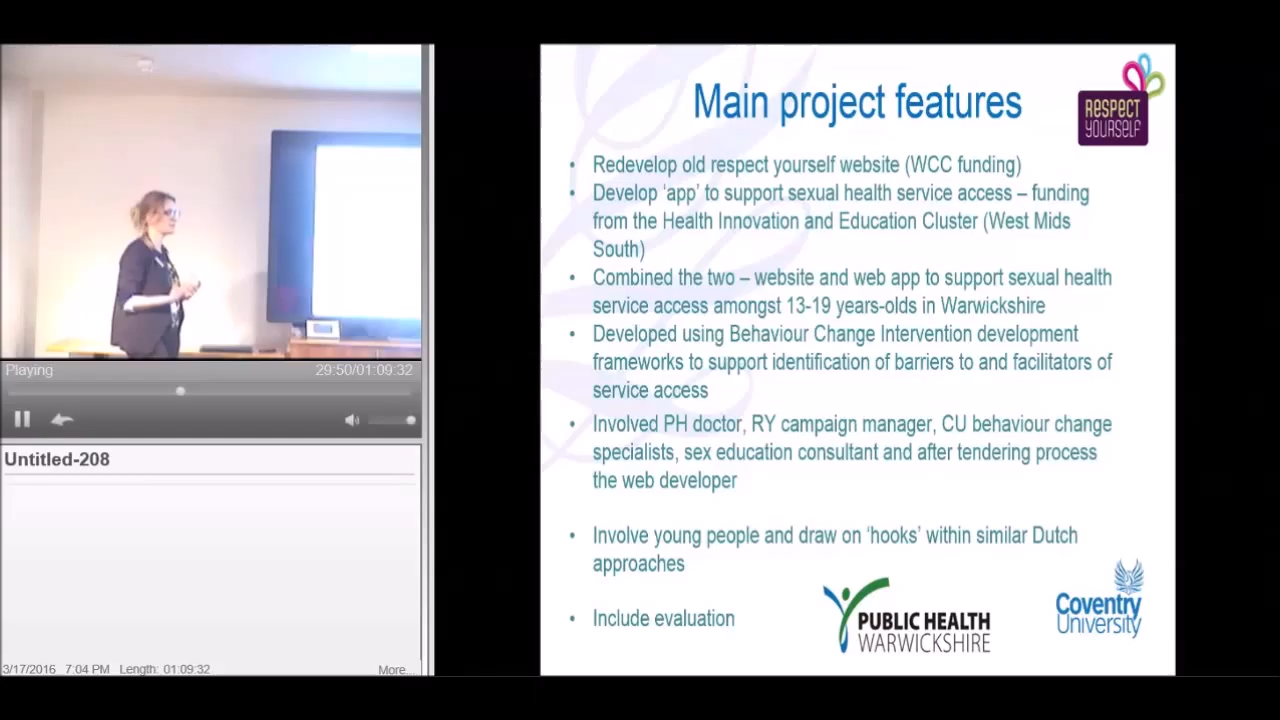 Main project features
RESPECT
YOURSELF
• Redevelop old respect yourself website (WCC funding)
• Develop ‘app’ to support sexual health service access – funding
from the Health Innovation and Education Cluster (West Mids
South)
• Combined the two – website and web app to support sexual health
service access amongst 13-19 years-olds in Warwickshire
• Developed using Behaviour Change Intervention development
frameworks to support identification of barriers to and facilitators of
service access
• Involved PH doctor, RY campaign manager, CU behaviour change
specialists, sex education consultant and after tendering process
the web developer
• Involve young people and draw on ‘hooks’ within similar Dutch
approaches
• Include evaluation
PUBLIC HEALTH
WARWICKSHIRE
Coventry
University
Playing 29:50/01:09:32
Untitled-208
3/17/2016 7:04 PM Length: 01:09:32 More...